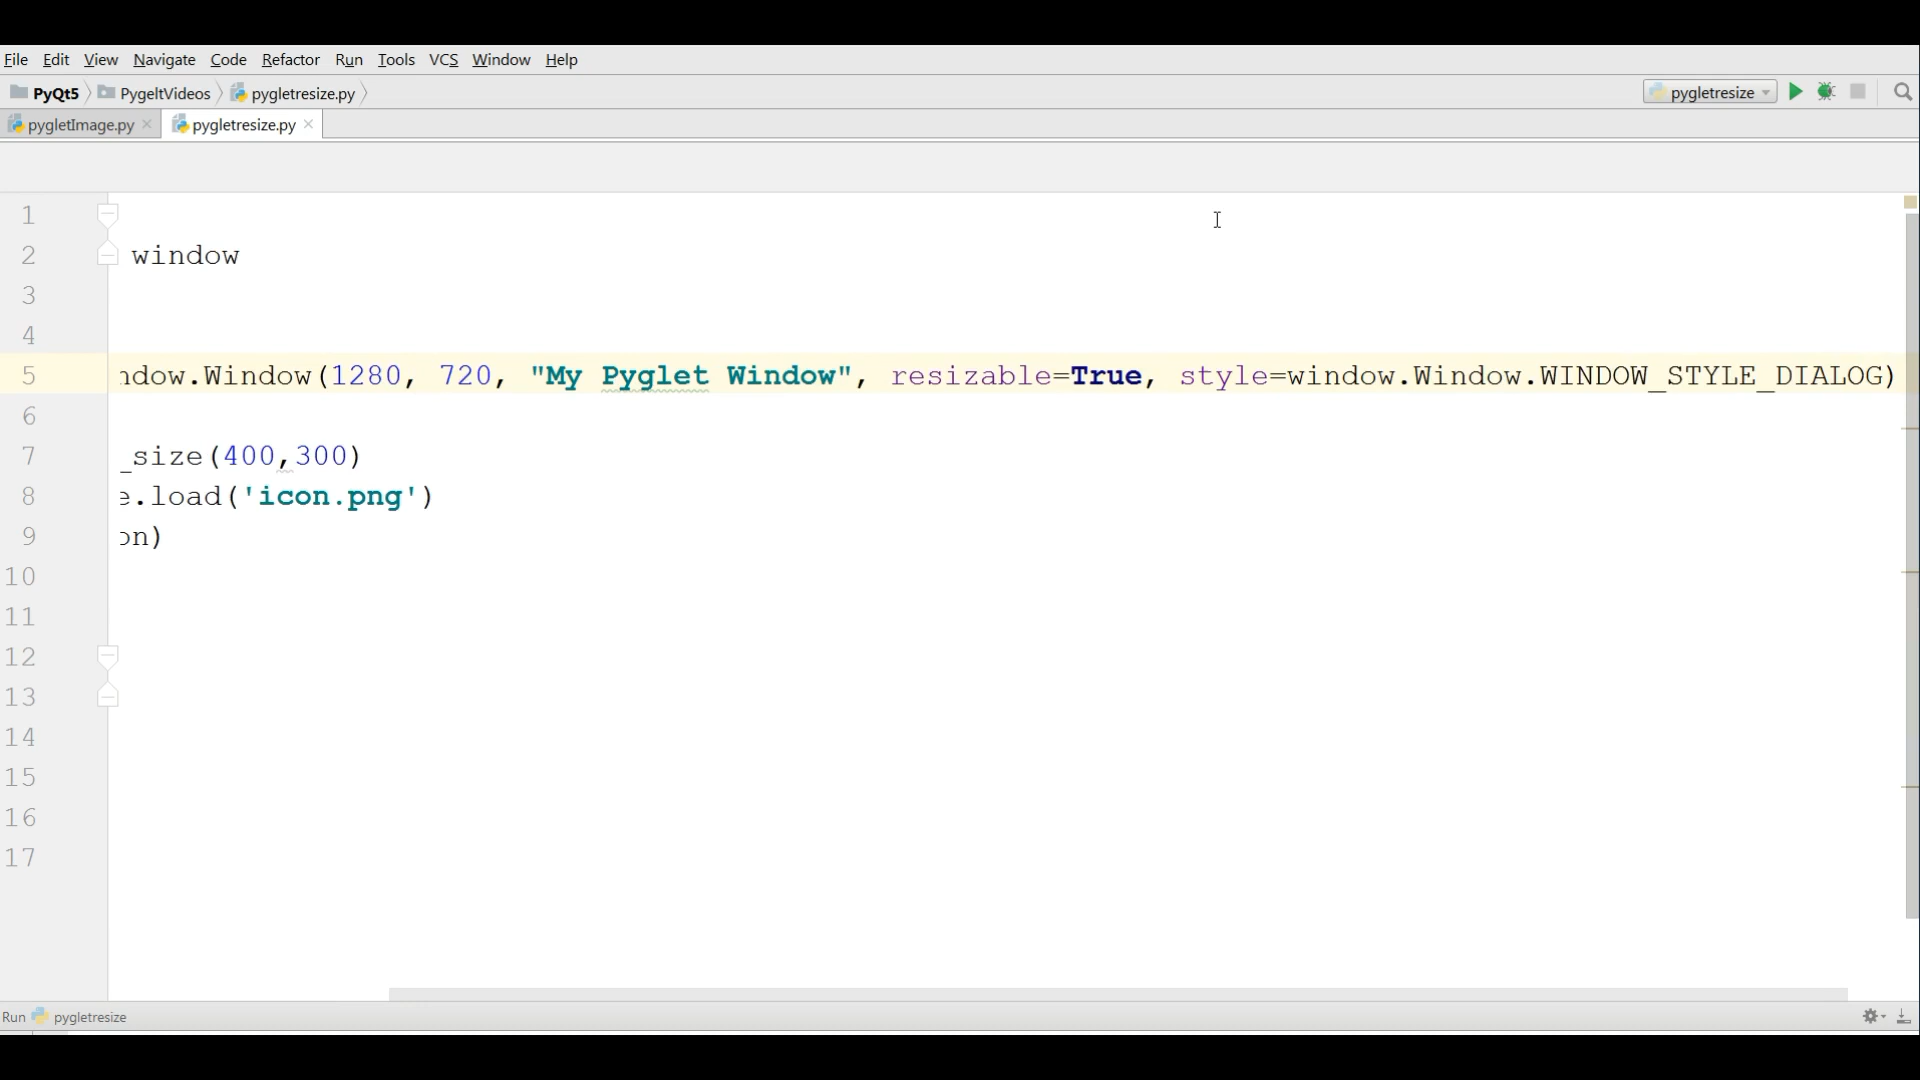 File Edit View Navigate Code Refactor Run Tools VCS Window Help
PyQt5 PygeltVideos pygletresize.py pygletresize
pygletImage.py pygletresize.py
1
2 window
3
4
5 ndow.Window(1280, 720, "My Pyglet Window", resizable=True, style=window.Window.WINDOW_STYLE_DIALOG)
6
7 _size(400,300)
8 e.load('icon.png')
9 on)
10
11
12
13
14
15
16
17
Run pygletresize